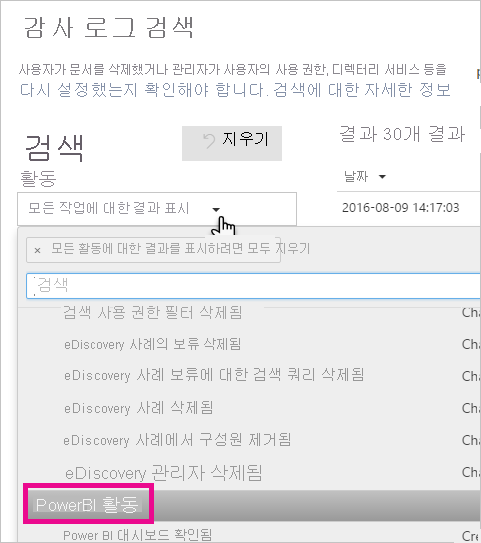 감사 로그 검색
사용자가 문서를 삭제했거나 관리자가 사용자의 사용 권한, 디렉터리 서비스 등을
다시 설정했는지 확인해야 합니다. 검색에 대한 자세한 정보
검색
지우기
결과 30개 결과
활동
날짜
모든 작업에 대한 결과 표시
2016-08-09 14:17:03
× 모든 활동에 대한 결과를 표시하려면 모두 지우기
검색
검색 사용 권한 필터 삭제됨
Cha
eDiscovery 사례의 보류 삭제됨
eDiscovery 사례 보류에 대한 검색 쿼리 삭제됨
Cha
eDiscovery 사례 삭제됨
Cha
eDiscovery 사례에서 구성원 제거됨
Cha
eDiscovery 관리자 삭제됨
Cha
PowerBI 활동
Power BI 대시보드 확인됨
Cre